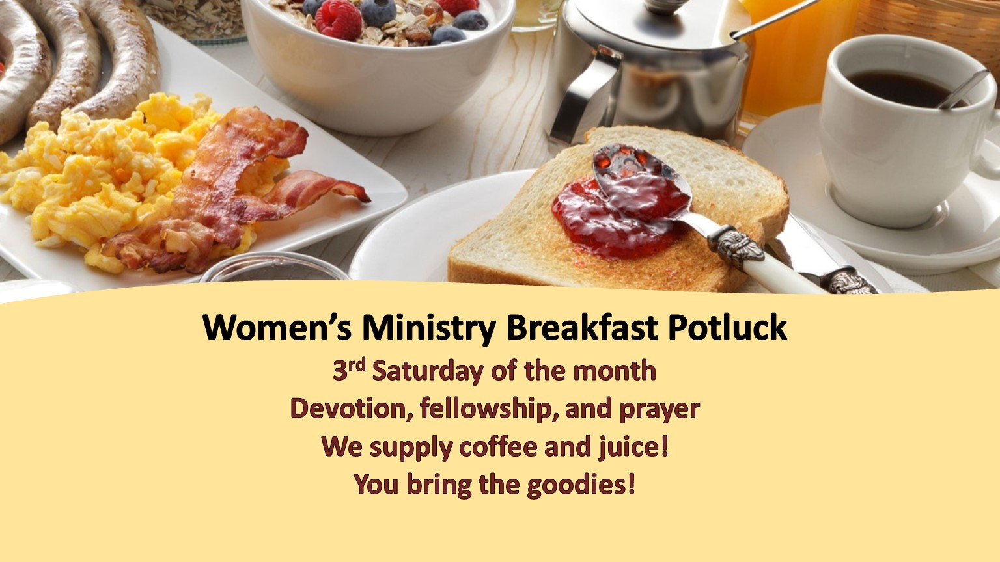 Women’s Ministry Breakfast Potluck
3rd Saturday of the month
Devotion, fellowship, and prayer
We supply coffee and juice!
You bring the goodies!